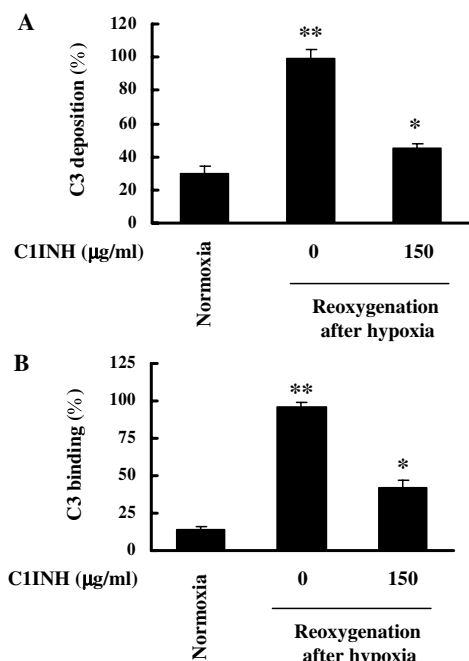 A
C3 deposition (%)
120
100
80
60
40
20
0
**
*
C1INH (µg/ml)
Normoxia
0
150
Reoxygenation
after hypoxia
B
C3 binding (%)
125
100
75
50
25
0
**
*
C1INH (µg/ml)
Normoxia
0
150
Reoxygenation
after hypoxia